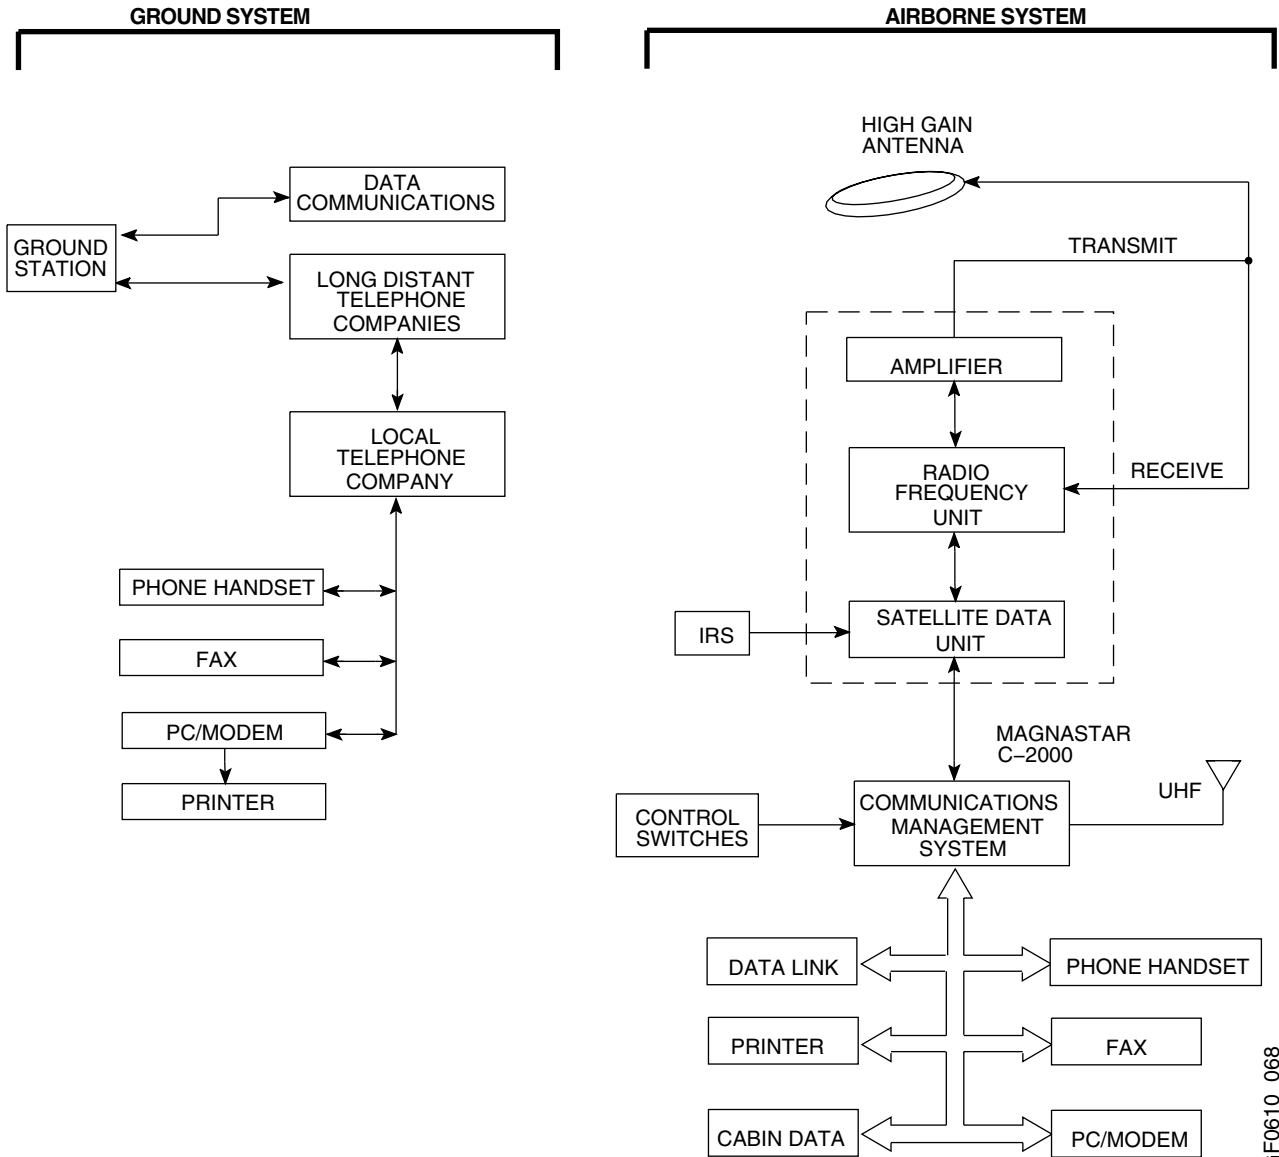 GROUND SYSTEM
DATA
COMMUNICATIONS
GROUND
STATION
LONG DISTANT
TELEPHONE
COMPANIES
LOCAL
TELEPHONE
COMPANY
PHONE HANDSET
FAX
PC/MODEM
PRINTER
AIRBORNE SYSTEM
HIGH GAIN
ANTENNA
TRANSMIT
AMPLIFIER
RADIO
FREQUENCY
UNIT
RECEIVE
IRS
SATELLITE DATA
UNIT
MAGNASTAR
C–2000
CONTROL
SWITCHES
COMMUNICATIONS
MANAGEMENT
SYSTEM
UHF
DATA LINK
PHONE HANDSET
PRINTER
FAX
CABIN DATA
PC/MODEM